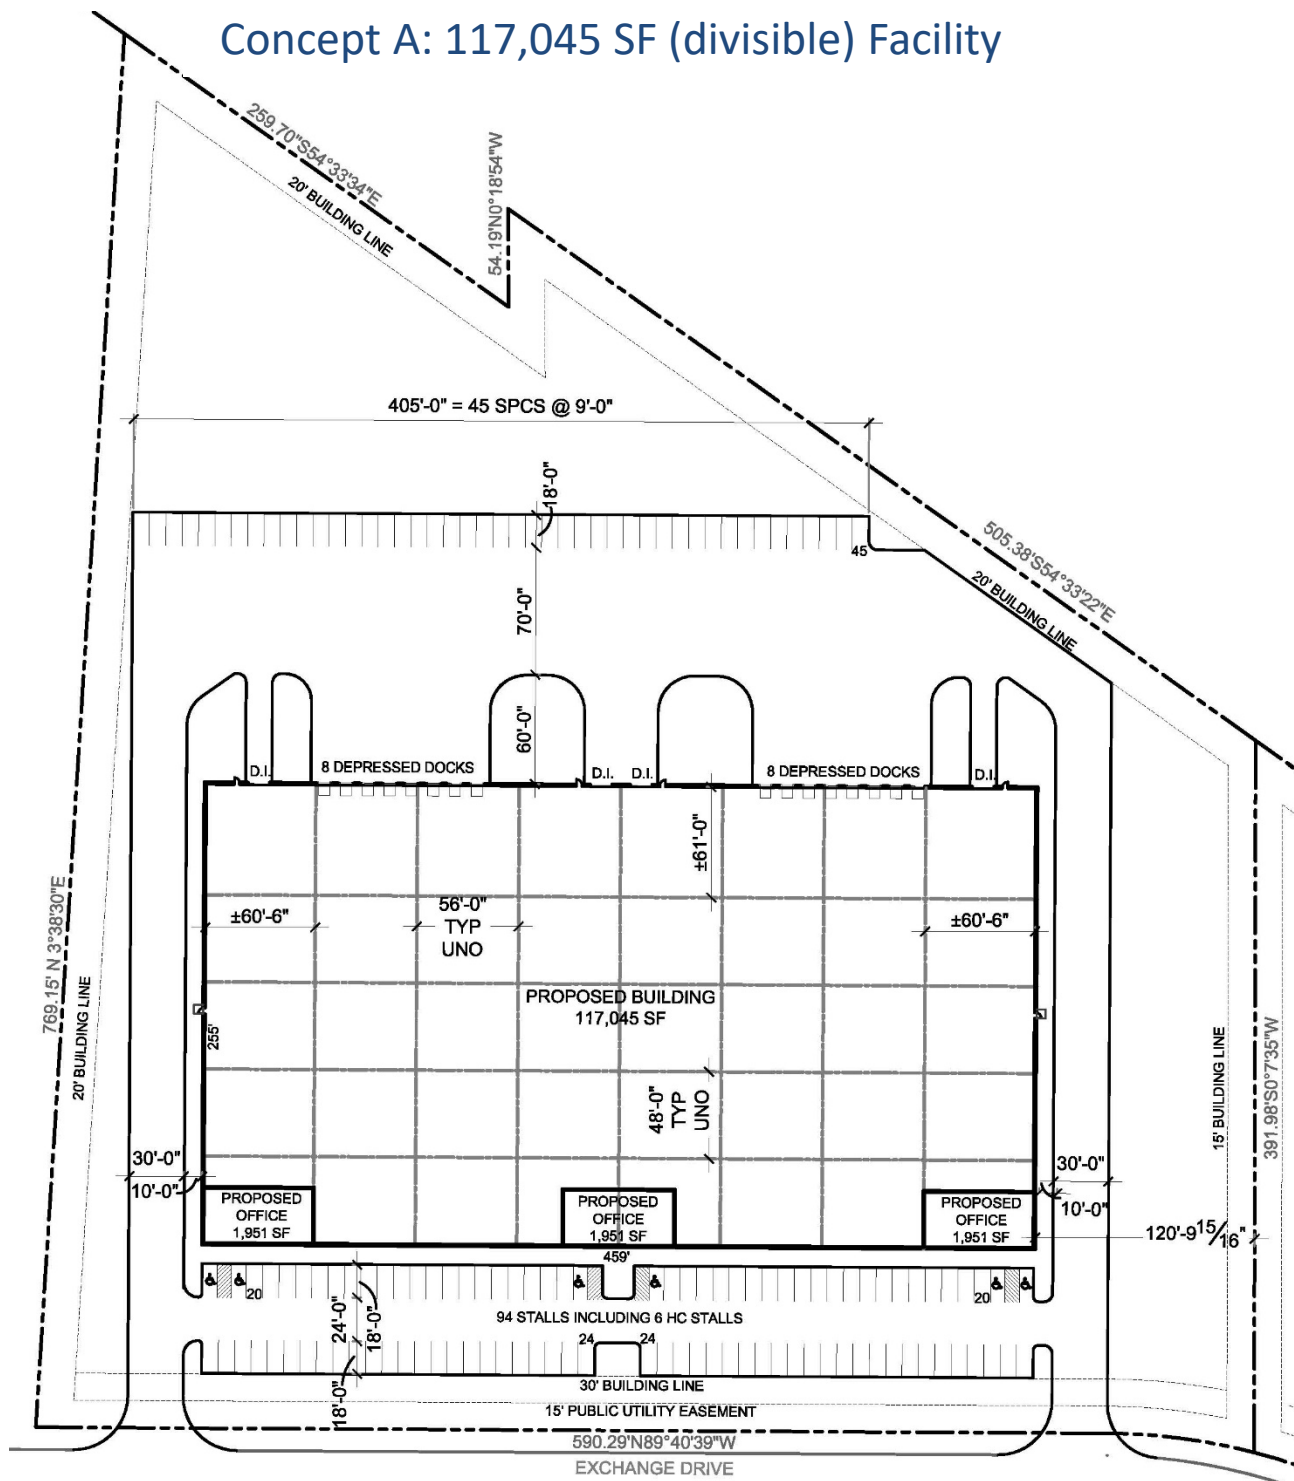 Concept A: 117,045 SF (divisible) Facility
259.70"S54°33'34"E
20' BUILDING LINE
54.19'N0°18'54"W
405'-0" = 45 SPCS @ 9'-0"
18'-0"
45
505.38'S54°33'22"E
20' BUILDING LINE
70'-0"
60'-0"
D.I.
8 DEPRESSED DOCKS
D.I.
D.I.
8 DEPRESSED DOCKS
D.I.
±61'-0"
±60'-6"
56'-0"
TYP
UNO
±60'-6"
769.15' N 3°38'30"E
20' BUILDING LINE
255'
PROPOSED BUILDING
117,045 SF
48'-0"
TYP
UNO
15' BUILDING LINE
391.98'S0°7'35"W
30'-0"
10'-0"
30'-0"
10'-0"
120'-9 15/16"
PROPOSED
OFFICE
1,951 SF
PROPOSED
OFFICE
1,951 SF
PROPOSED
OFFICE
1,951 SF
459'
20
20
94 STALLS INCLUDING 6 HC STALLS
24'-0"
18'-0"
24
24
18'-0"
30' BUILDING LINE
15' PUBLIC UTILITY EASEMENT
590.29'N89°40'39"W
EXCHANGE DRIVE